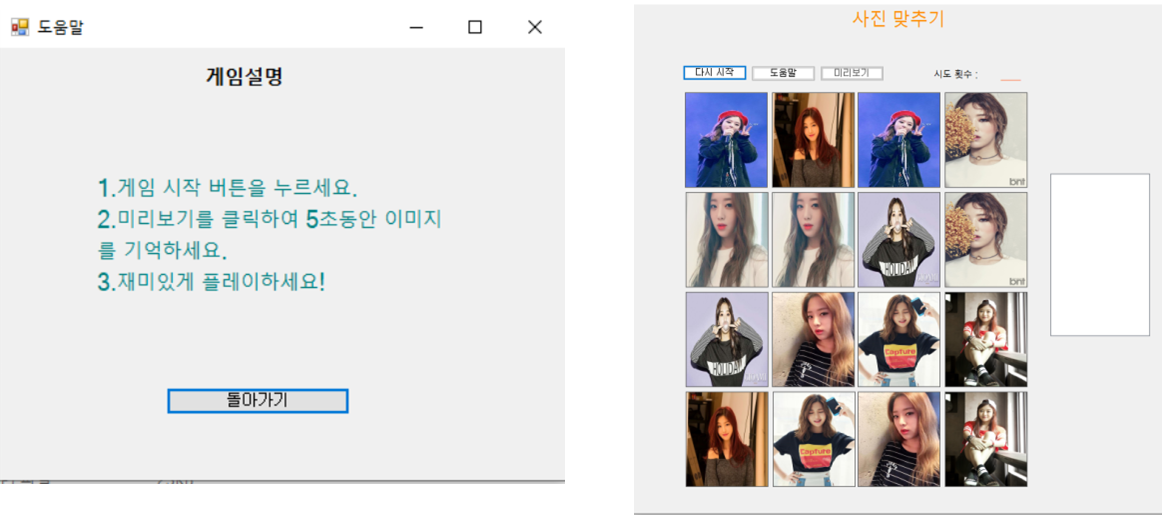 도움말
게임설명
1.게임 시작 버튼을 누르세요.
2.미리보기를 클릭하여 5초동안 이미지
를 기억하세요.
3.재미있게 플레이하세요!
돌아가기
사진 맞추기
다시 시작
도움말
미리보기
시도 횟수 :
bnt
HOLIDAY
bnt
HOLIDAY
Capture
Capture